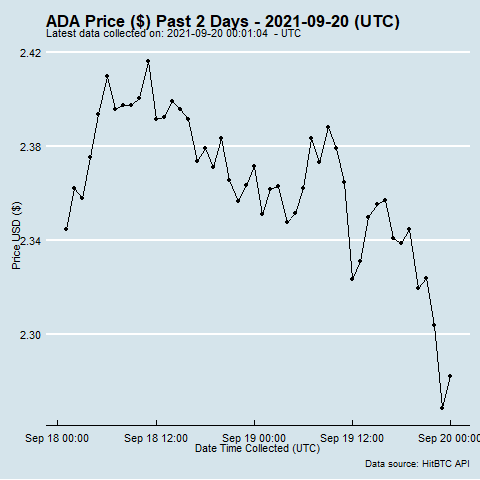 ADA Price ($) Past 2 Days - 2021-09-20 (UTC)
Latest data collected on: 2021-09-20 00:01:04 - UTC
2.42
2.38
2.34
2.30
Price USD ($)
Sep 18 00:00 Sep 18 12:00 Sep 19 00:00 Sep 19 12:00 Sep 20 00:00
Date Time Collected (UTC)
Data source: HitBTC API